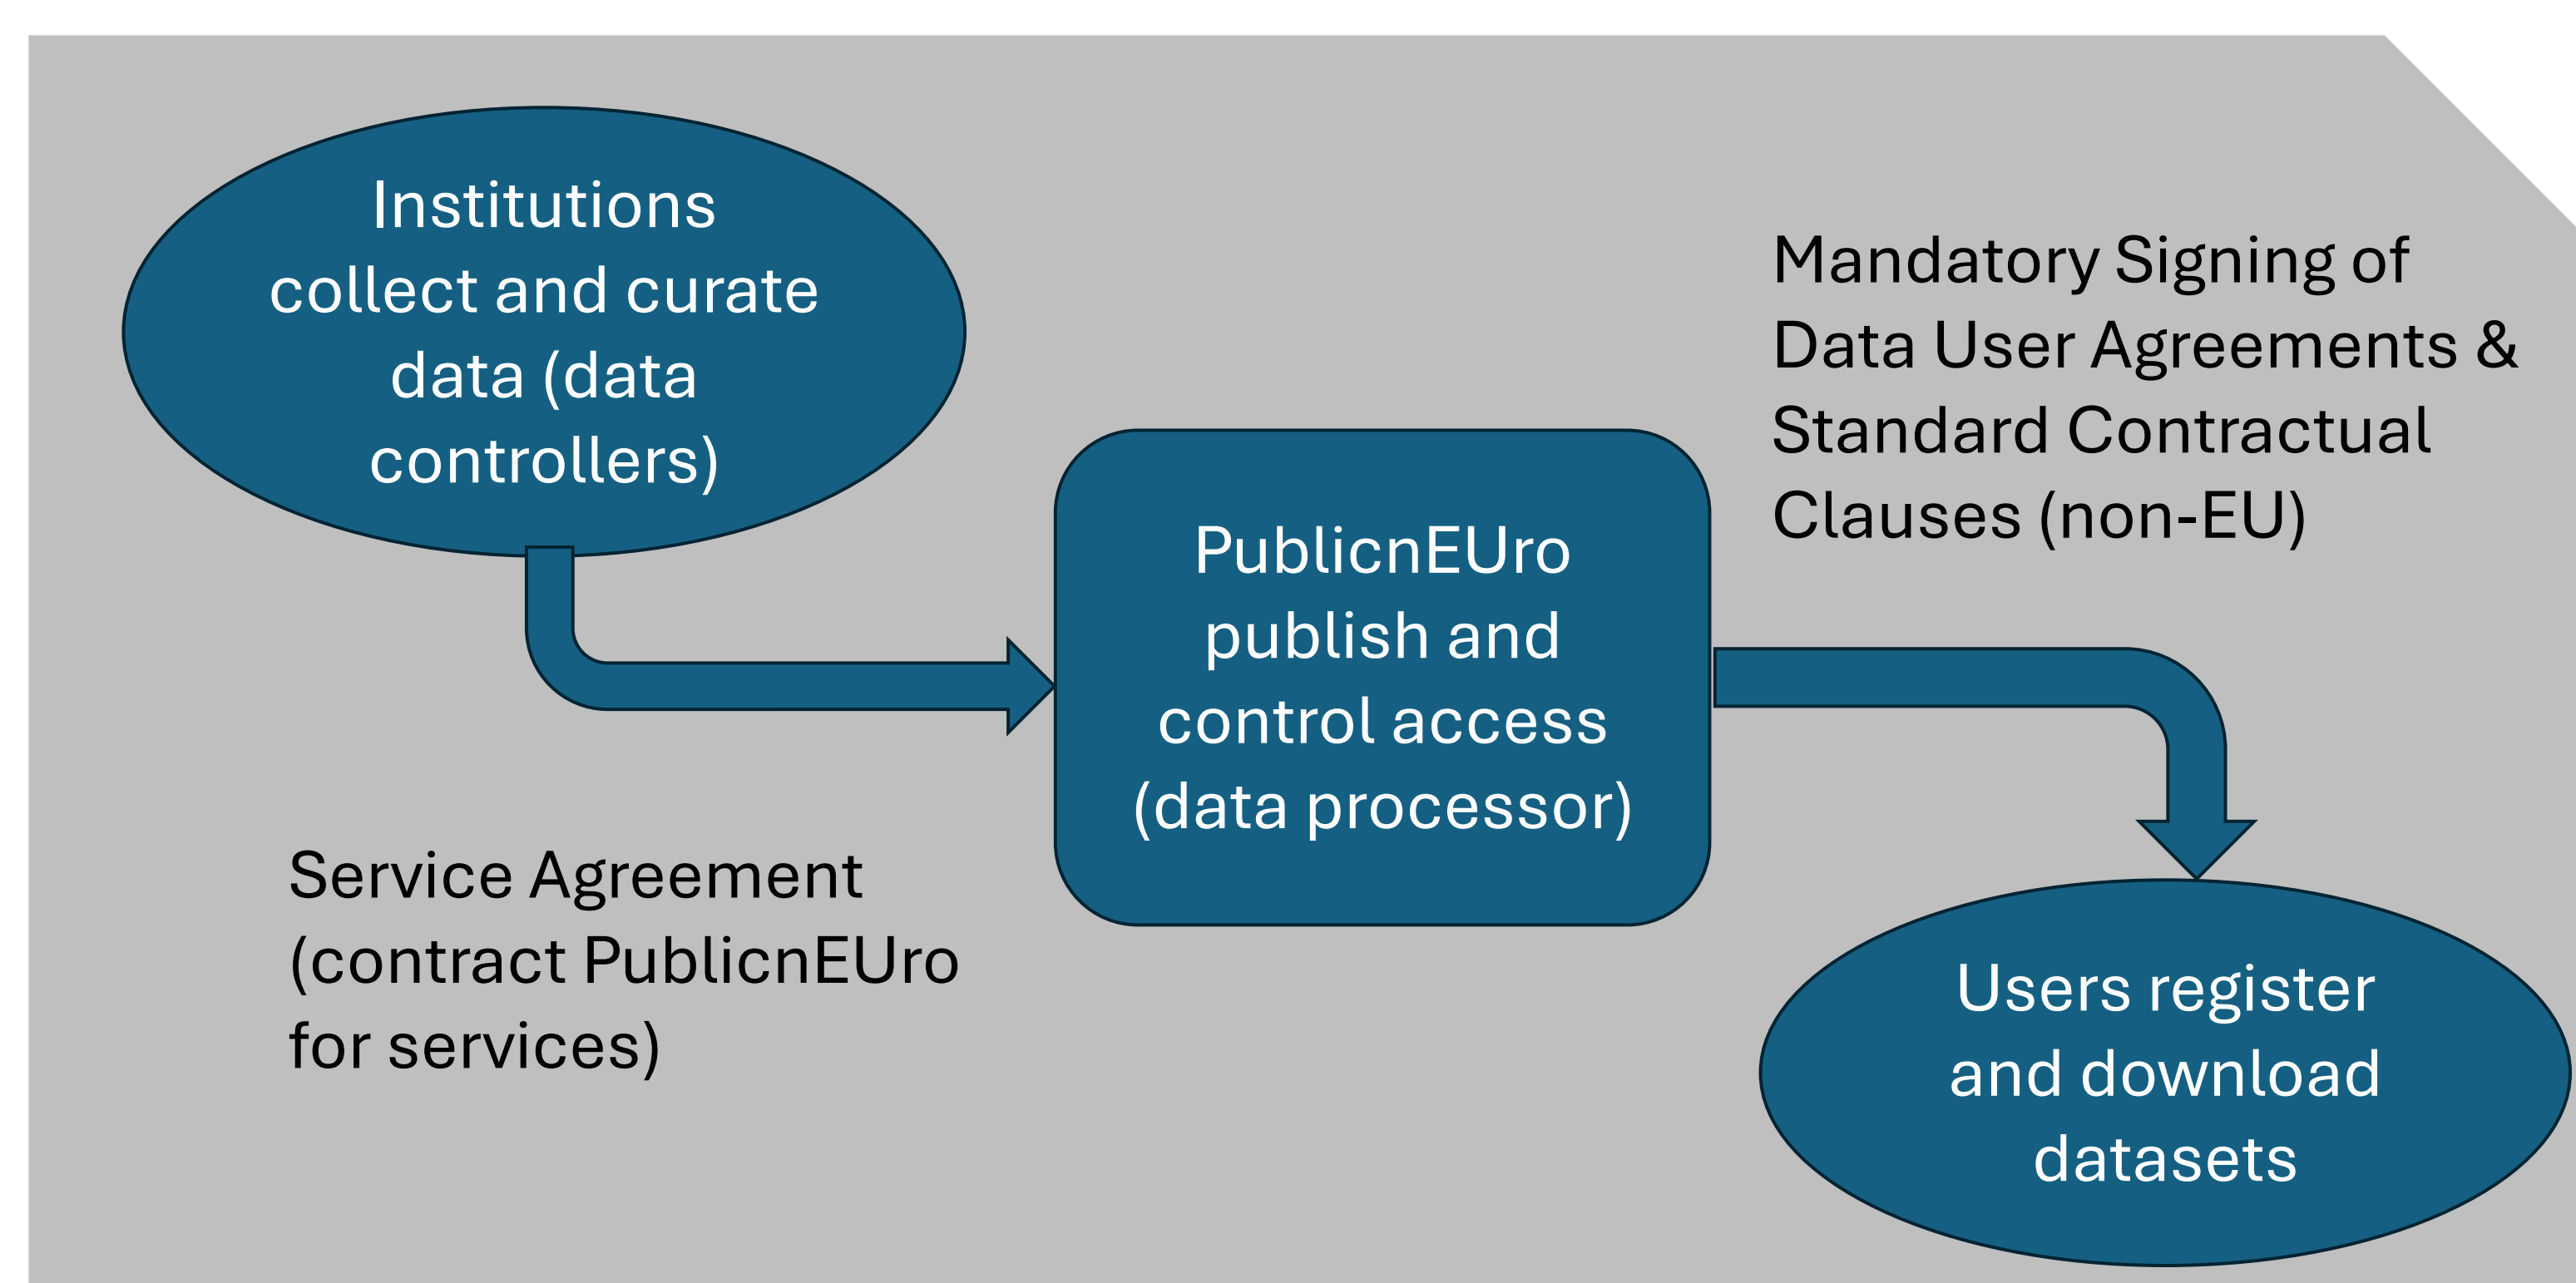 Institutions
collect and curate
data (data
controllers)
Service Agreement
(contract PublicnEUro
for services)
PublicnEUro
publish and
control access
(data processor)
Mandatory Signing of
Data User Agreements &
Standard Contractual
Clauses (non-EU)
Users register
and download
datasets